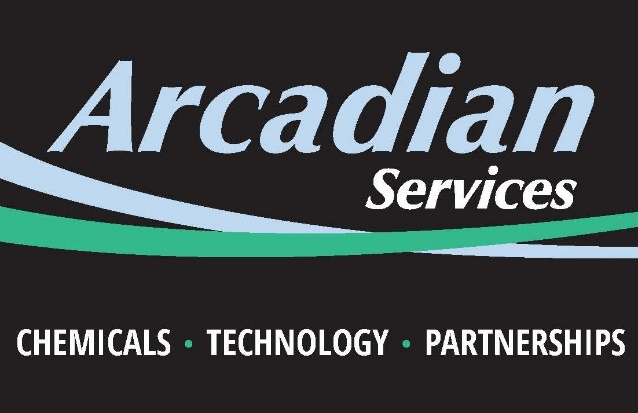 Arcadian
Services
CHEMICALS • TECHNOLOGY • PARTNERSHIPS